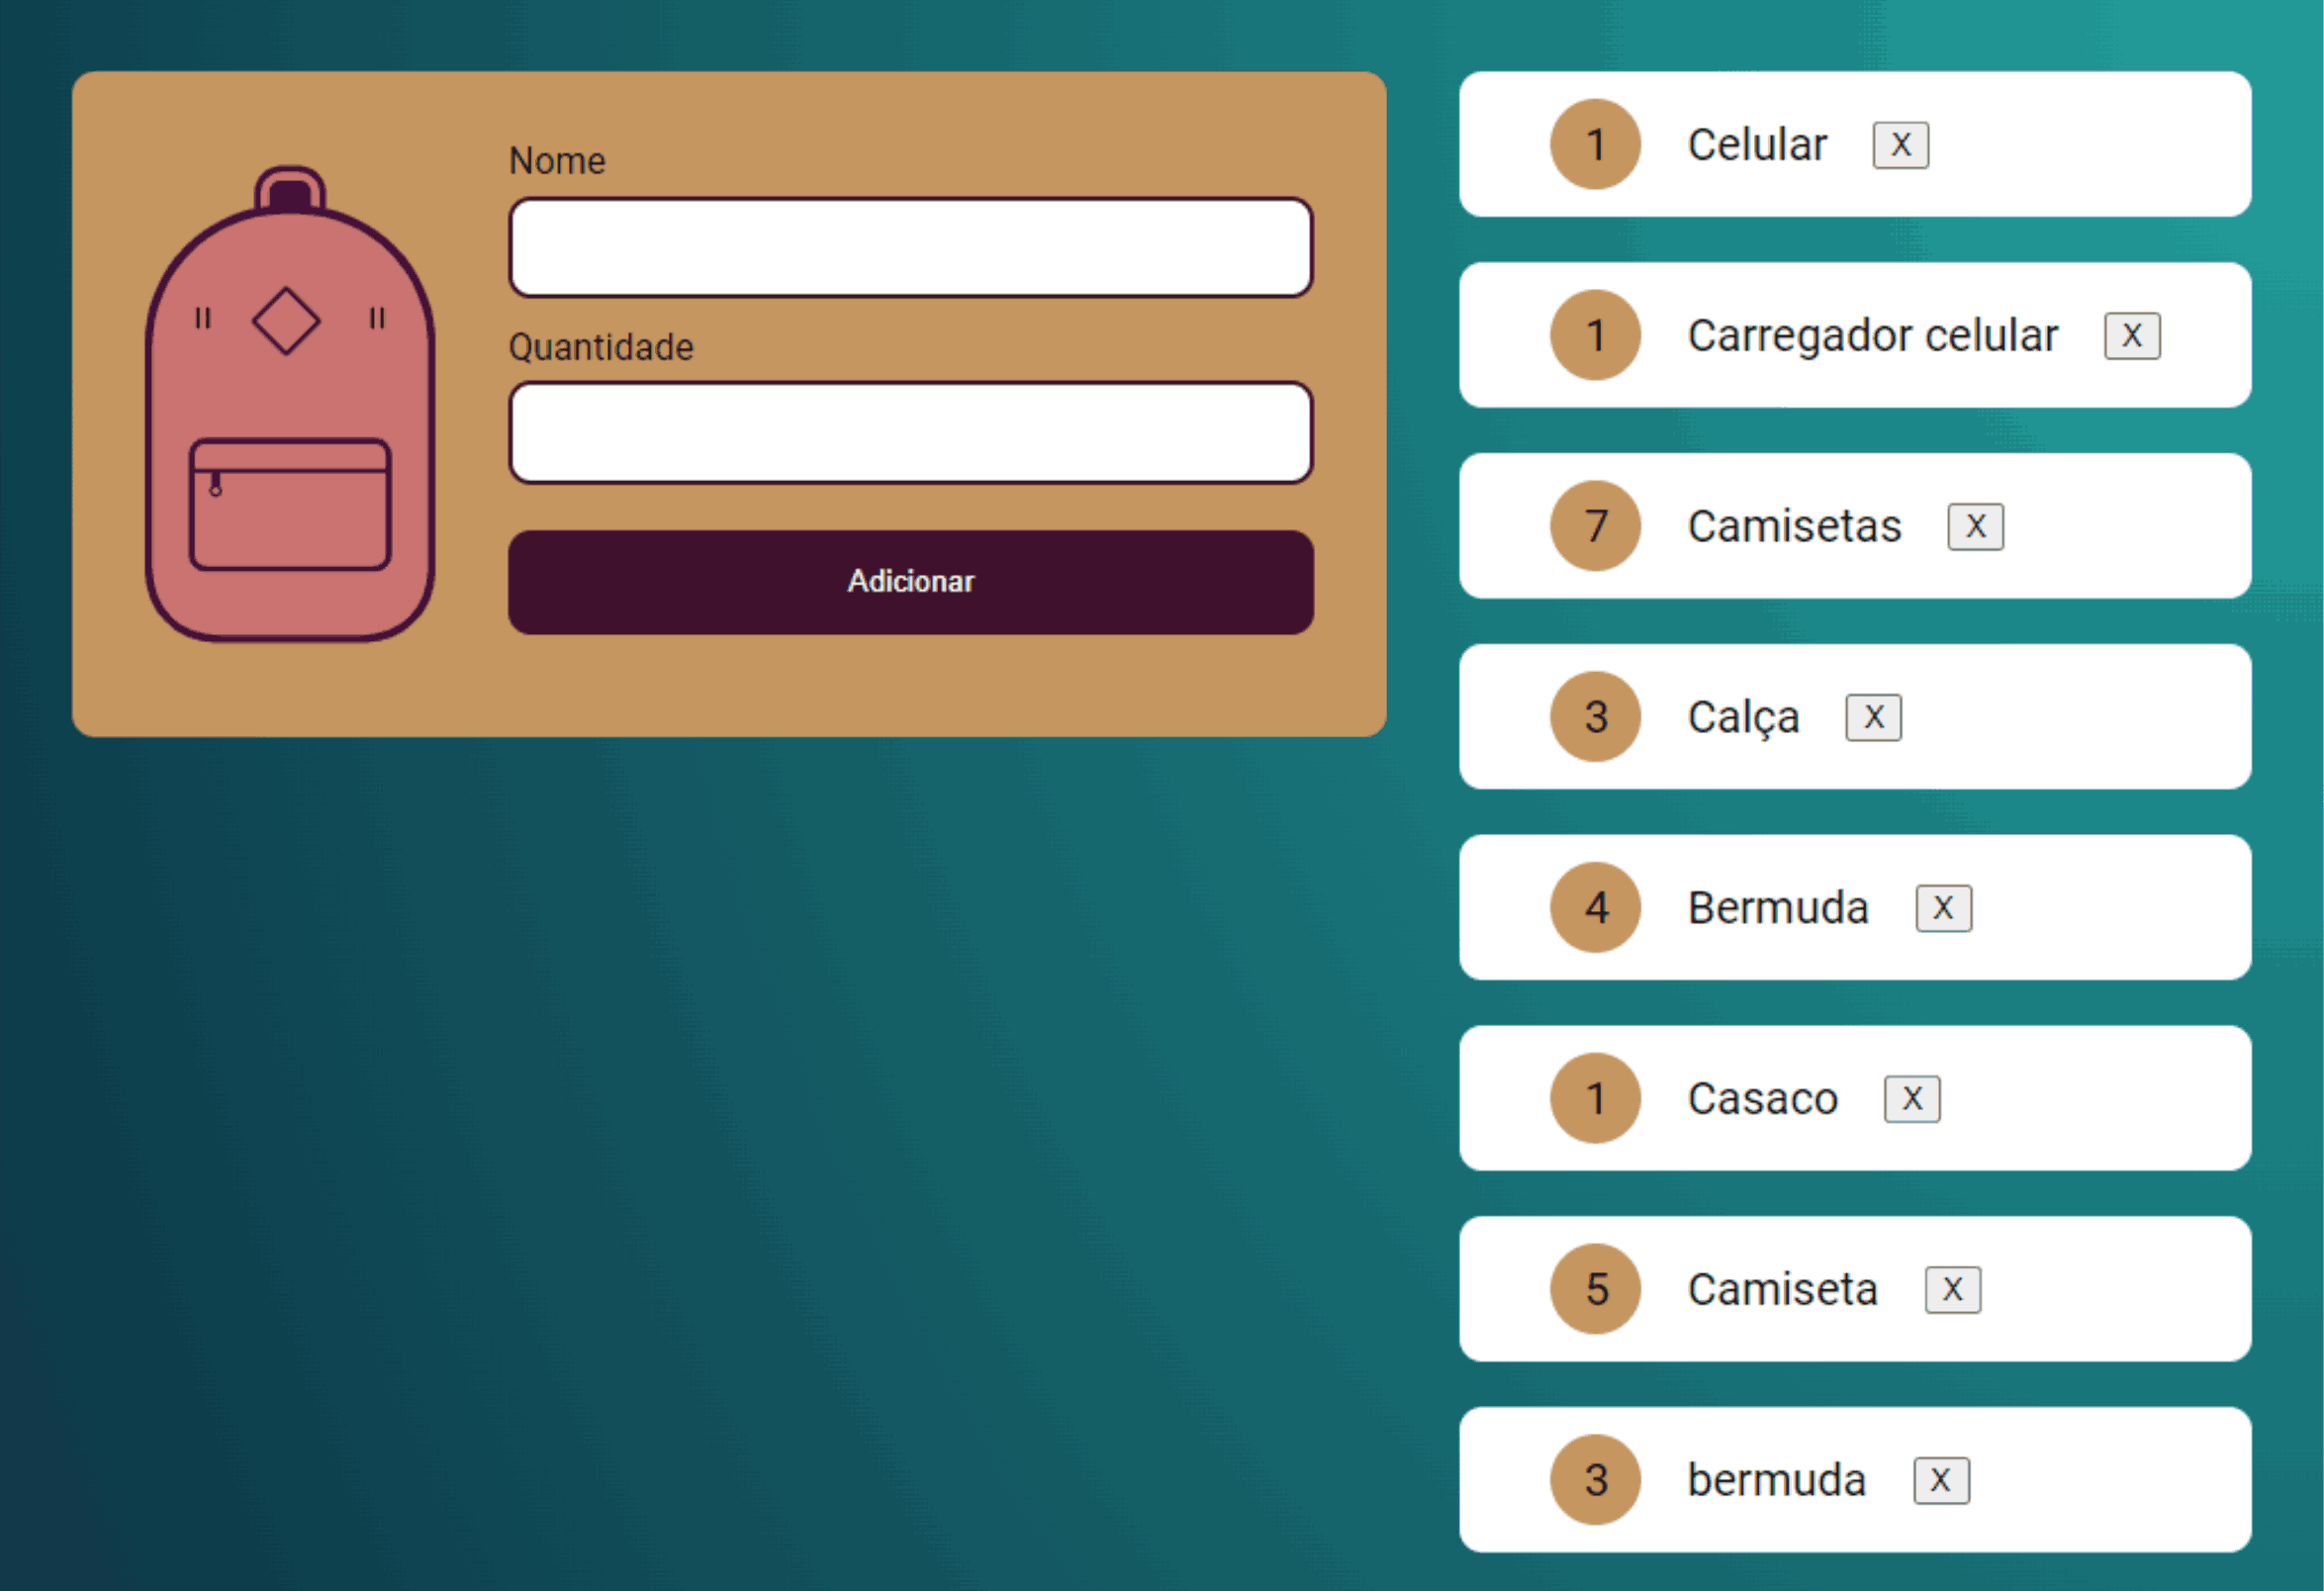 Nome
Quantidade
Adicionar
1 Celular X
1 Carregador celular X
7 Camisetas X
3 Calça X
4 Bermuda X
1 Casaco X
5 Camiseta X
3 bermuda X